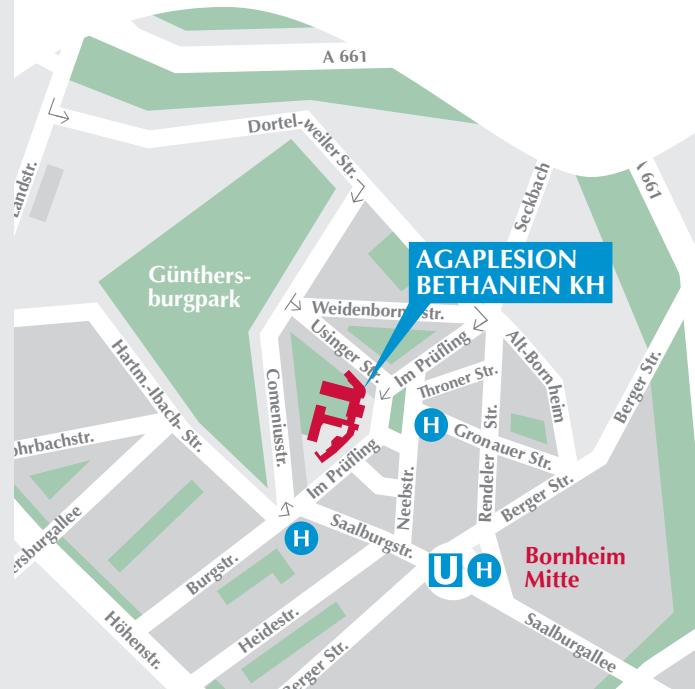 A 661
Dortel-weiler Str.
Landstr.
Seckbach
661
AGAPLESION
BETHANIEN KH
Günthers-
burgpark
Weidenborn
str.
Usinger Str.
Im Prüfling
Alt-Bornheim
Throner Str.
Berger Str.
Hartm.-Ibach- Str.
Comeniusstr.
H
Gronauer Str.
Rendeler Str.
ohrbachstr.
Im Prüfling
Neebstr.
Berger Str.
ersburgallee
Saalburgstr.
H
U
H
Bornheim
Mitte
Burgstr.
Höhenstr.
Heidestr.
Berger Str.
Saalburgallee